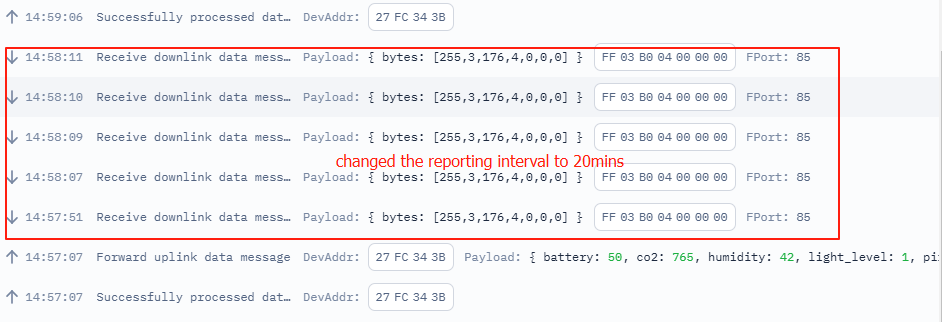 14:59:06 Successfully processed dat… DevAddr: 27 FC 34 3B
14:58:11 Receive downlink data mess… Payload: { bytes: [255,3,176,4,0,0,0] } FF 03 B0 04 00 00 00 FPort: 85
14:58:10 Receive downlink data mess… Payload: { bytes: [255,3,176,4,0,0,0] } FF 03 B0 04 00 00 00 FPort: 85
14:58:09 Receive downlink data mess… Payload: { bytes: [255,3,176,4,0,0,0] } FF 03 B0 04 00 00 00 FPort: 85
changed the reporting interval to 20mins
14:58:07 Receive downlink data mess… Payload: { bytes: [255,3,176,4,0,0,0] } FF 03 B0 04 00 00 00 FPort: 85
14:57:51 Receive downlink data mess… Payload: { bytes: [255,3,176,4,0,0,0] } FF 03 B0 04 00 00 00 FPort: 85
14:57:07 Forward uplink data message DevAddr: 27 FC 34 3B Payload: { battery: 50, co2: 765, humidity: 42, light_level: 1, pi
14:57:07 Successfully processed dat… DevAddr: 27 FC 34 3B